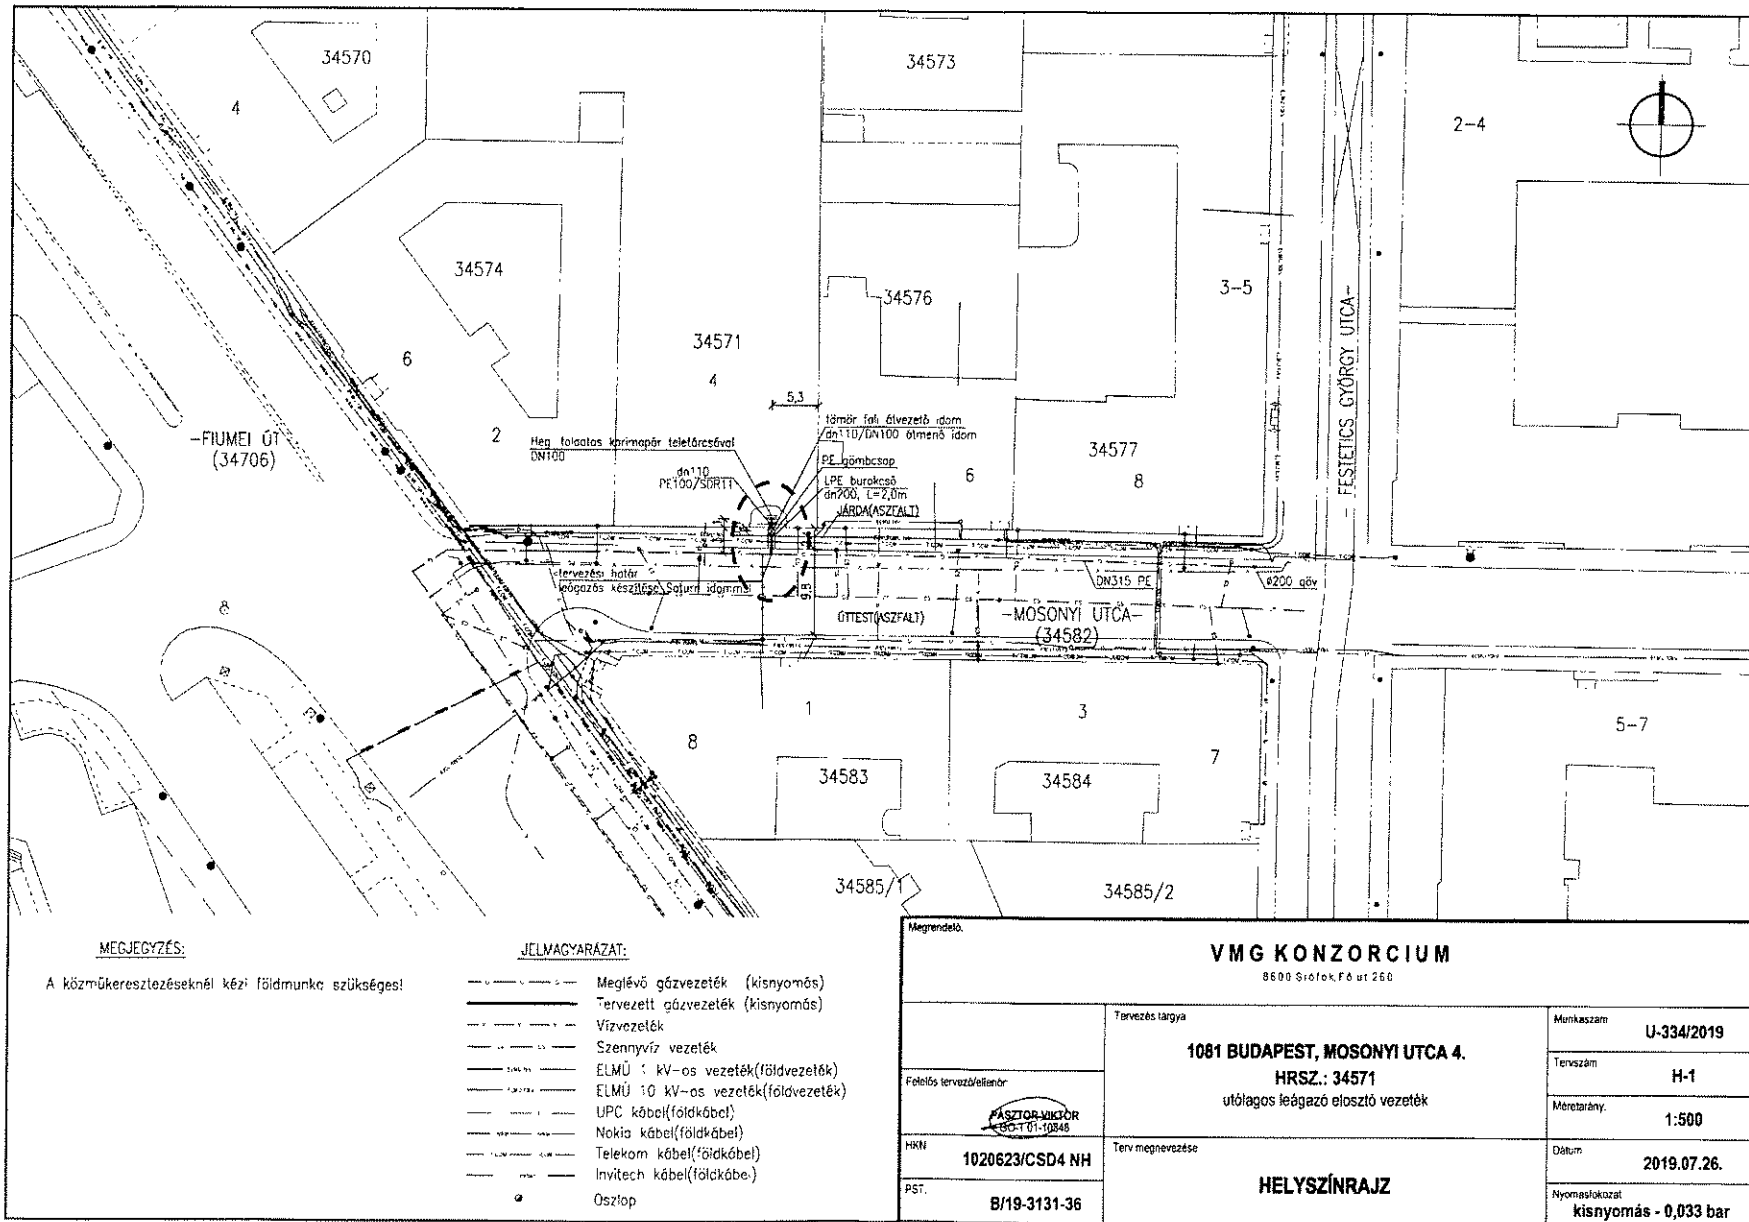 34570
4
34573
2-4
34574
34576
3-5
34571
4
6
2
5,3
-FIUMEI ÚT
(34706)
tömör fali átvezető idom
dn110/DN100 átmenő idom
Heg. toldatos karimapár teletárcsával
DN100
dn110
PE100/SDR11
PE gömbcsap
LPE burokcső
dn200, L=2,0m
JÁRDA(ASZFALT)
6
34577
8
FESTETICS GYÖRGY UTCA-
tervezési határ
leágazás készítése Saturn idommal
9,8
DN315 PE
ø200 göv
8
ÚTTEST(ASZFALT)
-MOSONYI UTCA-
(34582)
8
1
3
7
5-7
34583
34584
34585/1
34585/2
MEGJEGYZÉS:
A közműkeresztezéseknél kézi földmunka szükséges!
JELMAGYARÁZAT:
Meglévő gázvezeték (kisnyomás)
Tervezett gázvezeték (kisnyomás)
Vízvezeték
Szennyvíz vezeték
ELMŰ 1 kV-os vezeték(földvezeték)
ELMŰ 10 kV-os vezeték(földvezeték)
UPC kábel(földkábel)
Nokia kábel(földkábel)
Telekom kábel(földkábel)
Invitech kábel(földkábel)
Oszlop
Megrendelő.
VMG KONZORCIUM
8600 Siófok, Fő út 260
Tervezés tárgya
1081 BUDAPEST, MOSONYI UTCA 4.
HRSZ.: 34571
utólagos leágazó elosztó vezeték
Munkaszám
U-334/2019
Tervszám
H-1
Felelős tervező/ellenőr
PÁSZTOR VIKTOR
GO-T 01-10848
Méretarány.
1:500
HKN
1020623/CSD4 NH
Terv megnevezése
HELYSZÍNRAJZ
Dátum
2019.07.26.
PST.
B/19-3131-36
Nyomásfokozat
kisnyomás - 0,033 bar